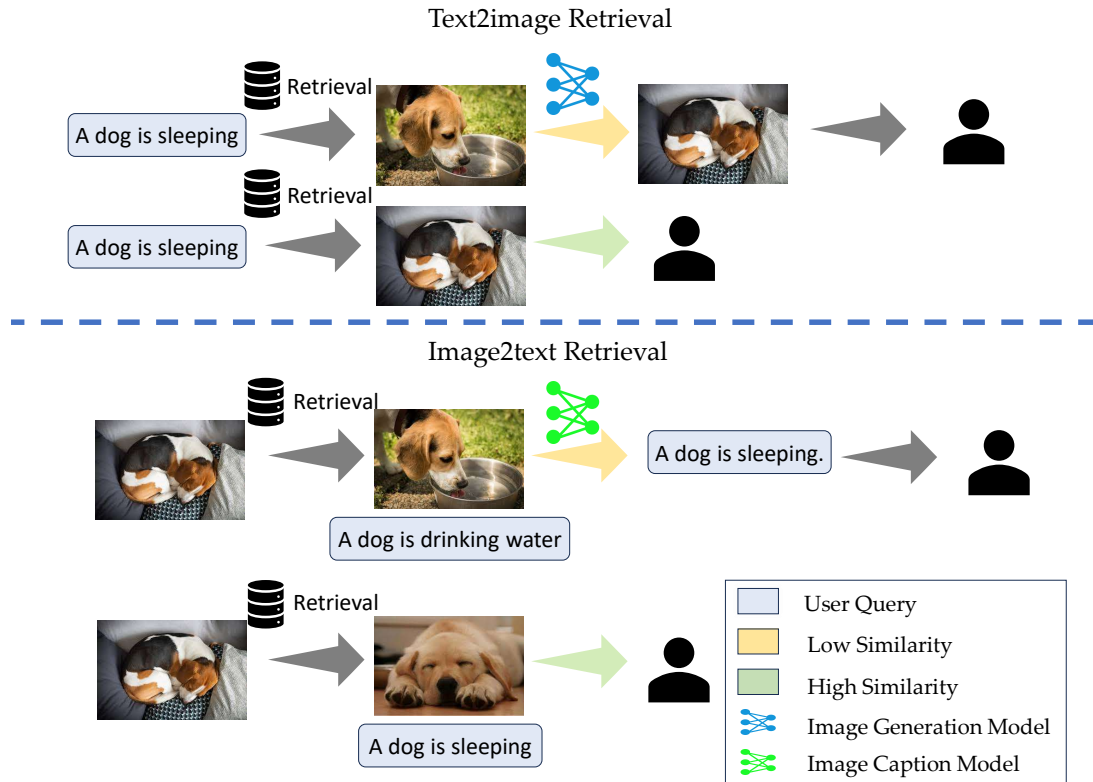 Text2image Retrieval
Retrieval
A dog is sleeping
Retrieval
A dog is sleeping
Image2text Retrieval
Retrieval
A dog is sleeping.
A dog is drinking water
Retrieval
A dog is sleeping
User Query
Low Similarity
High Similarity
Image Generation Model
Image Caption Model